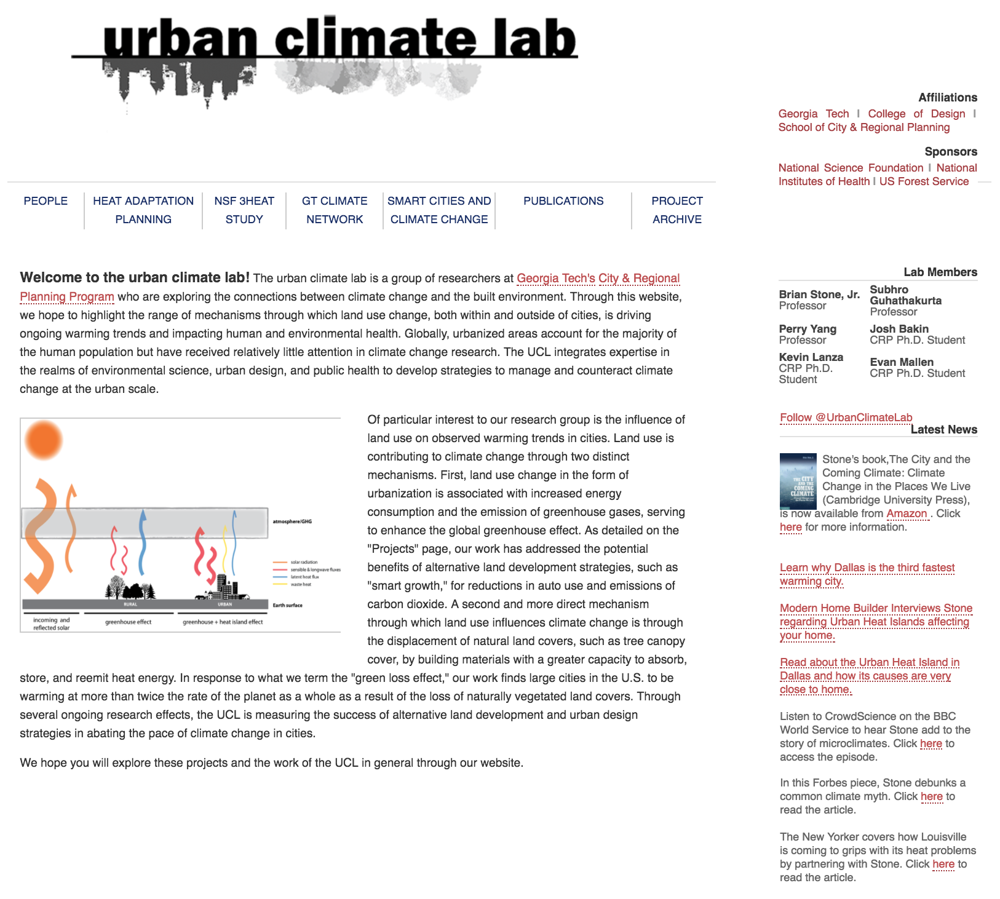 urban climate lab
Affiliations
Georgia Tech | College of Design |
School of City & Regional Planning
Sponsors
National Science Foundation | National
Institutes of Health | US Forest Service
PEOPLE
HEAT ADAPTATION
PLANNING
NSF 3HEAT
STUDY
GT CLIMATE
NETWORK
SMART CITIES AND
CLIMATE CHANGE
PUBLICATIONS
PROJECT
ARCHIVE
Welcome to the urban climate lab! The urban climate lab is a group of researchers at Georgia Tech's City & Regional
Planning Program who are exploring the connections between climate change and the built environment. Through this website,
we hope to highlight the range of mechanisms through which land use change, both within and outside of cities, is driving
ongoing warming trends and impacting human and environmental health. Globally, urbanized areas account for the majority of
the human population but have received relatively little attention in climate change research. The UCL integrates expertise in
the realms of environmental science, urban design, and public health to develop strategies to manage and counteract climate
change at the urban scale.
atmosphere/GHG
solar radiation
sensible & longwave fluxes
latent heat flux
waste heat
RURAL
URBAN
Earth surface
incoming and
reflected solar
greenhouse effect
greenhouse + heat island effect
Of particular interest to our research group is the influence of
land use on observed warming trends in cities. Land use is
contributing to climate change through two distinct
mechanisms. First, land use change in the form of
urbanization is associated with increased energy
consumption and the emission of greenhouse gases, serving
to enhance the global greenhouse effect. As detailed on the
"Projects" page, our work has addressed the potential
benefits of alternative land development strategies, such as
"smart growth," for reductions in auto use and emissions of
carbon dioxide. A second and more direct mechanism
through which land use influences climate change is through
the displacement of natural land covers, such as tree canopy
cover, by building materials with a greater capacity to absorb,
store, and reemit heat energy. In response to what we term the "green loss effect," our work finds large cities in the U.S. to be
warming at more than twice the rate of the planet as a whole as a result of the loss of naturally vegetated land covers. Through
several ongoing research effects, the UCL is measuring the success of alternative land development and urban design
strategies in abating the pace of climate change in cities.
We hope you will explore these projects and the work of the UCL in general through our website.
Lab Members
Brian Stone, Jr.
Professor
Subhro
Guhathakurta
Professor
Perry Yang
Professor
Josh Bakin
CRP Ph.D. Student
Kevin Lanza
CRP Ph.D.
Student
Evan Mallen
CRP Ph.D. Student
Follow @UrbanClimateLab
Latest News
THE CITY
AND THE
COMING
CLIMATE
Stone's book,The City and the
Coming Climate: Climate
Change in the Places We Live
(Cambridge University Press),
is now available from Amazon . Click
here for more information.
Learn why Dallas is the third fastest
warming city.
Modern Home Builder Interviews Stone
regarding Urban Heat Islands affecting
your home.
Read about the Urban Heat Island in
Dallas and how its causes are very
close to home.
Listen to CrowdScience on the BBC
World Service to hear Stone add to the
story of microclimates. Click here to
access the episode.
In this Forbes piece, Stone debunks a
common climate myth. Click here to
read the article.
The New Yorker covers how Louisville
is coming to grips with its heat problems
by partnering with Stone. Click here to
read the article.